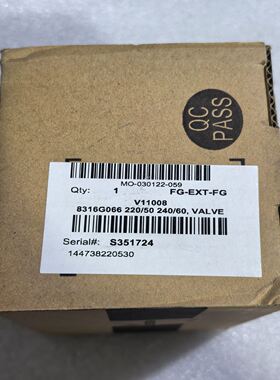 QC
PASS
MO-030122-059
Qty: 1 FG-EXT-FG
V11008
8316G066 220/50 240/60, VALVE
Serial#: S351724
144738220530